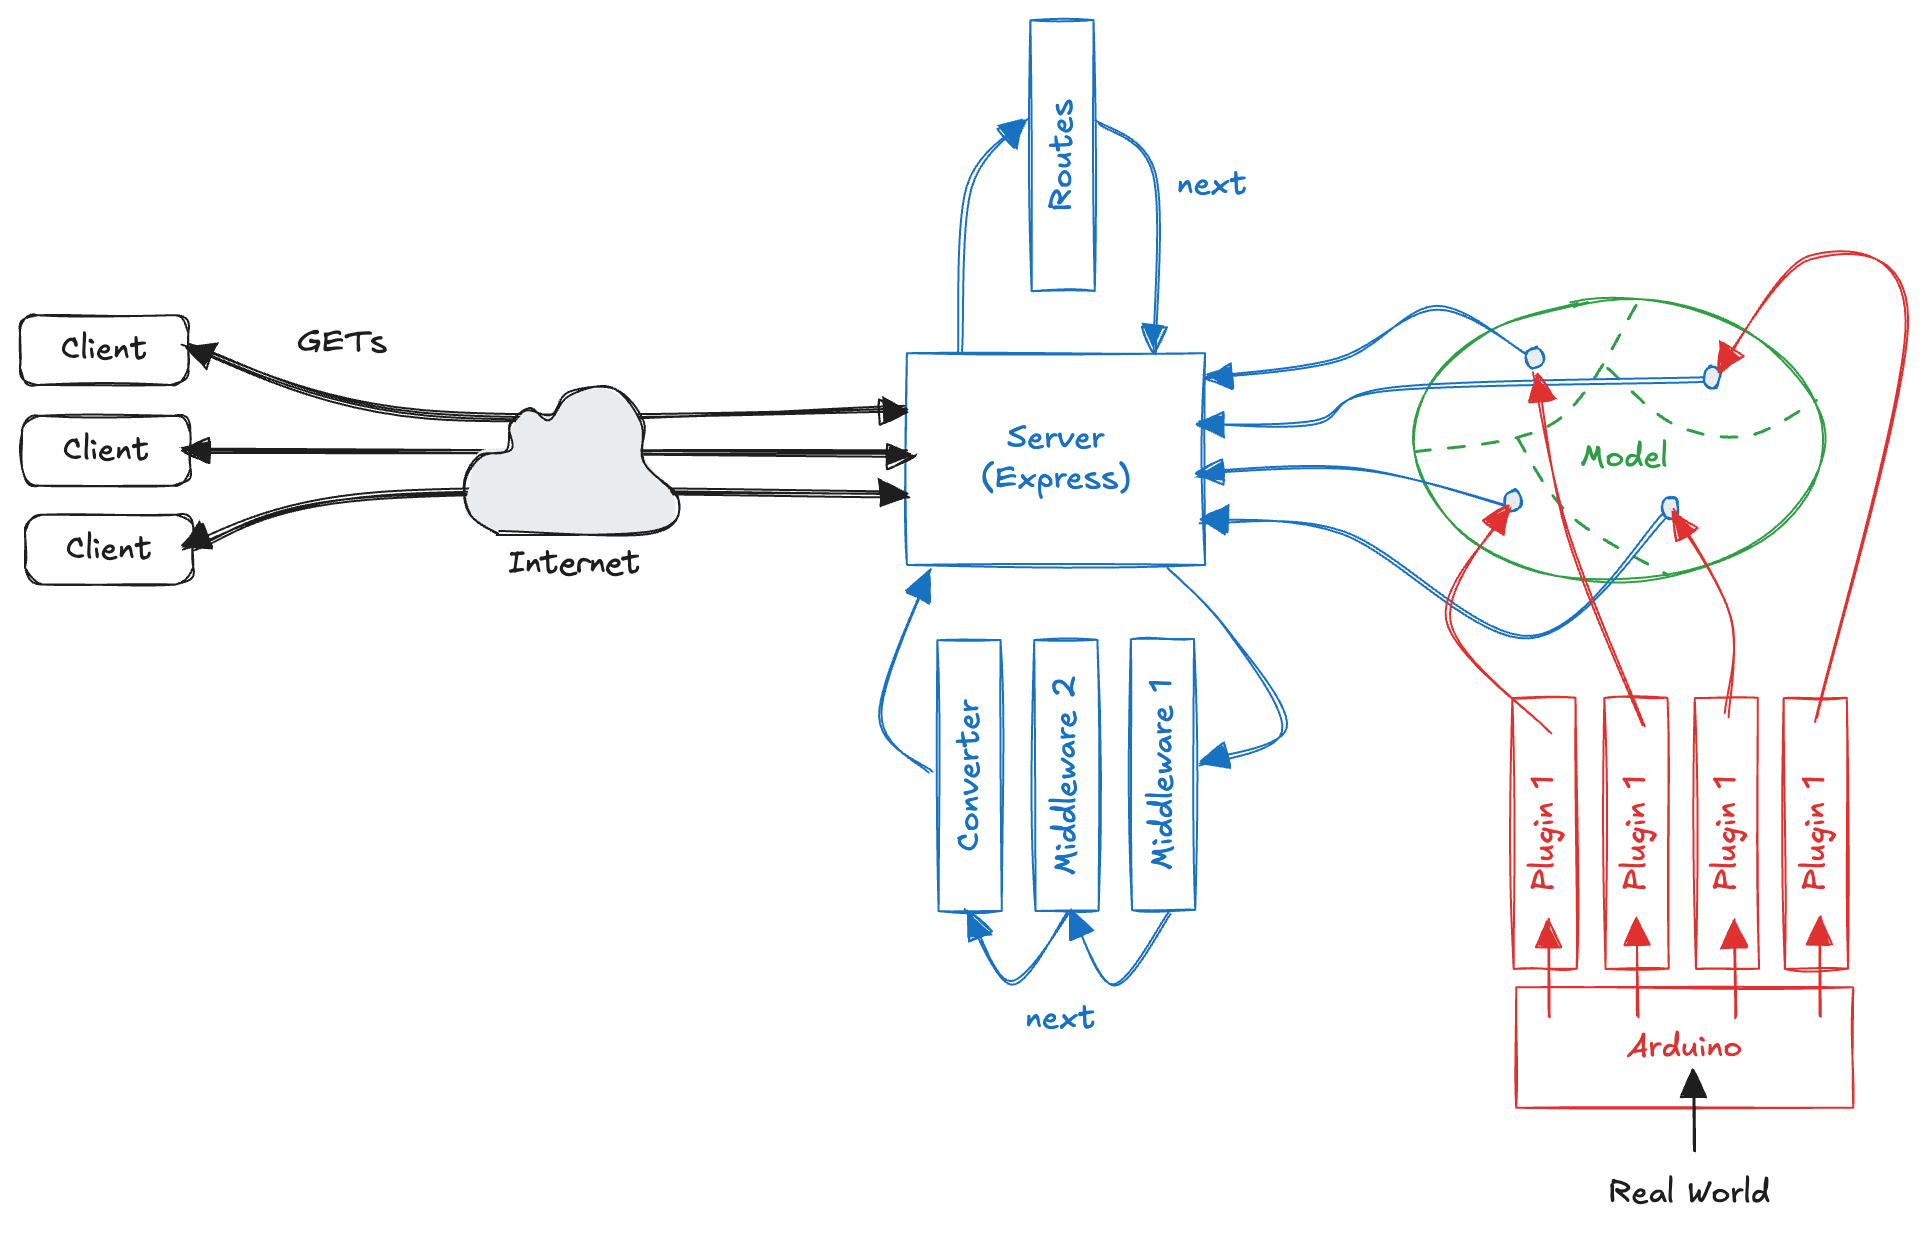 Routes
next
GETs
Client
Client
Client
Internet
Server
(Express)
Model
Converter
Middleware 2
Middleware 1
next
Plugin 1
Plugin 1
Plugin 1
Plugin 1
Arduino
Real World